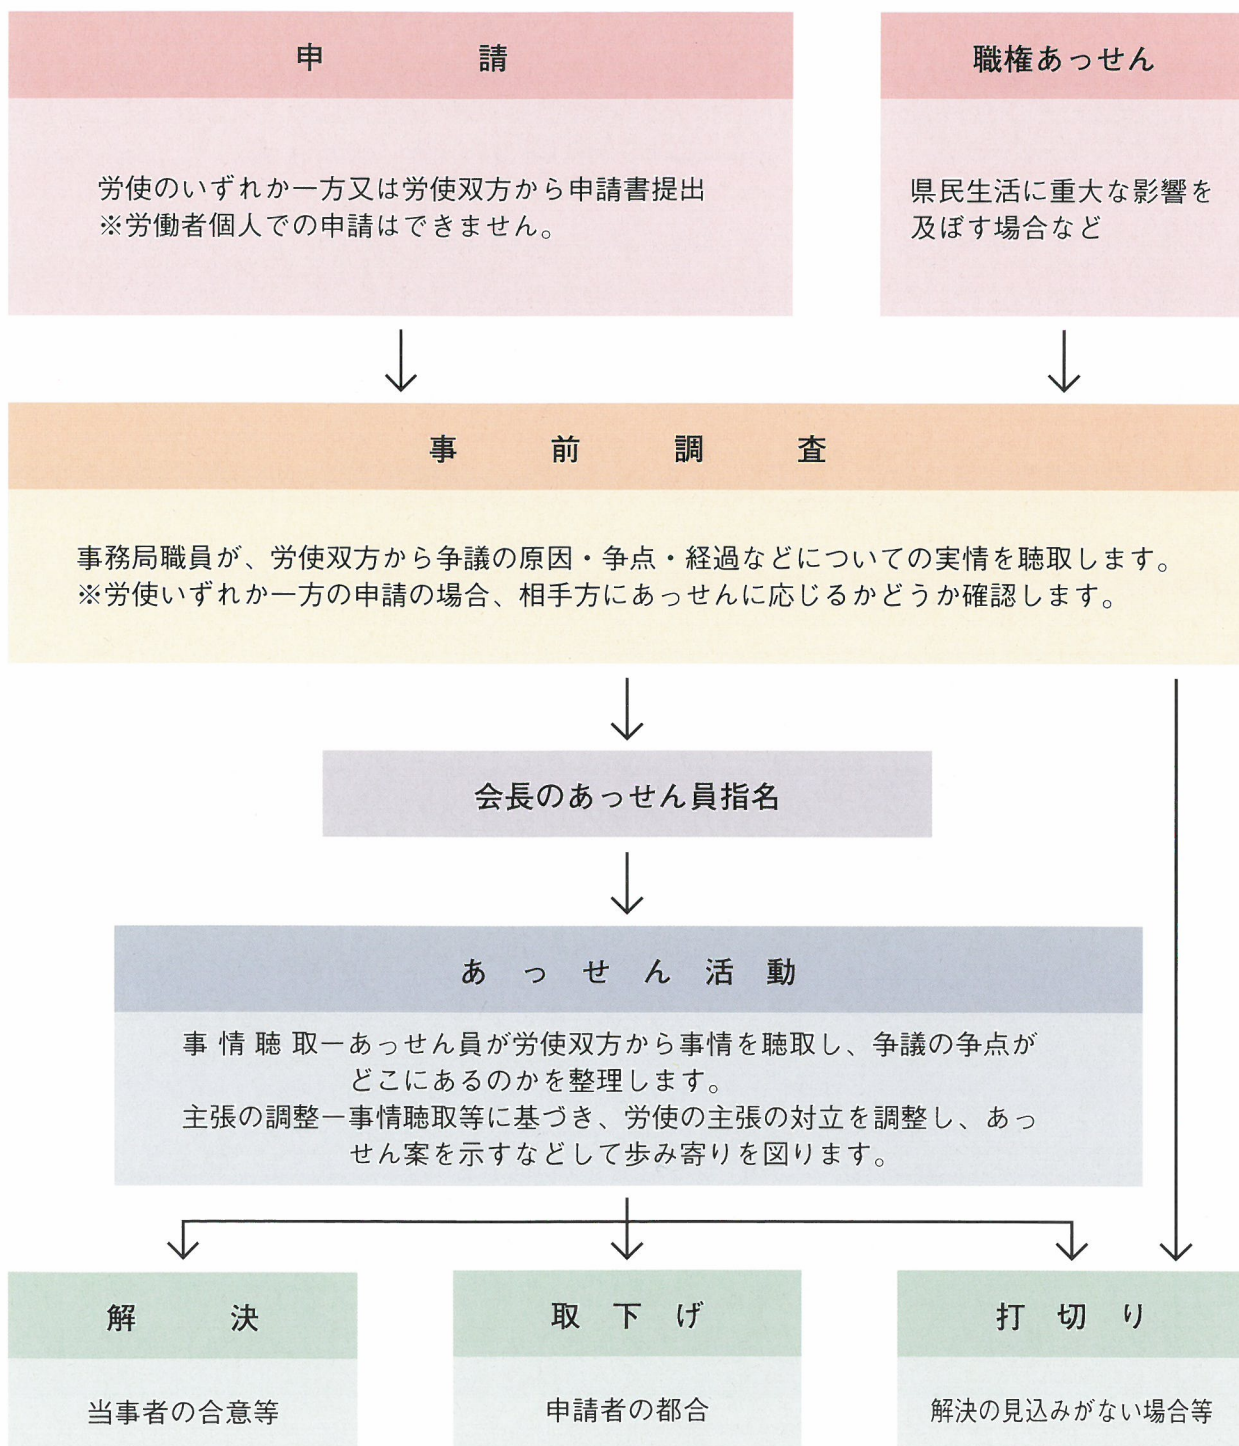 申請
職権あっせん
労使のいずれか一方又は労使双方から申請書提出
※労働者個人での申請はできません。
県民生活に重大な影響を
及ぼす場合など
事前調査
事務局職員が、労使双方から争議の原因・争点・経過などについての実情を聴取します。
※労使いずれか一方の申請の場合、相手方にあっせんに応じるかどうか確認します。
会長のあっせん員指名
あっせん活動
事情聴取―あっせん員が労使双方から事情を聴取し、争議の争点が
どこにあるのかを整理します。
主張の調整―事情聴取等に基づき、労使の主張の対立を調整し、あっ
せん案を示すなどして歩み寄りを図ります。
解決
取下げ
打切り
当事者の合意等
申請者の都合
解決の見込みがない場合等